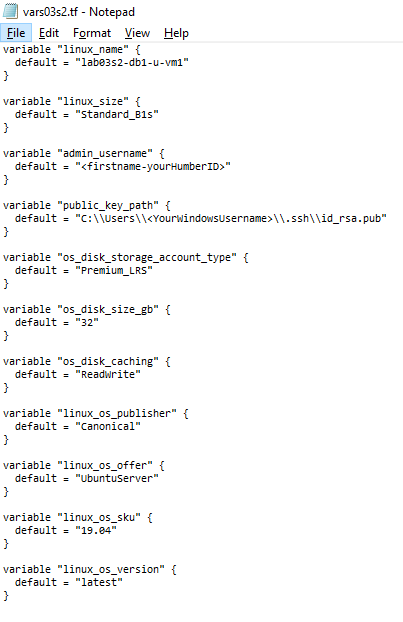 vars03s2.tf - Notepad
File Edit Format View Help
variable "linux_name" {
  default = "lab03s2-db1-u-vm1"
}

variable "linux_size" {
  default = "Standard_B1s"
}

variable "admin_username" {
  default = "<firstname-yourHumberID>"
}

variable "public_key_path" {
  default = "C:\\Users\\<YourWindowsUsername>\\.ssh\\id_rsa.pub"
}

variable "os_disk_storage_account_type" {
  default = "Premium_LRS"
}

variable "os_disk_size_gb" {
  default = "32"
}

variable "os_disk_caching" {
  default = "ReadWrite"
}

variable "linux_os_publisher" {
  default = "Canonical"
}

variable "linux_os_offer" {
  default = "UbuntuServer"
}

variable "linux_os_sku" {
  default = "19.04"
}

variable "linux_os_version" {
  default = "latest"
}